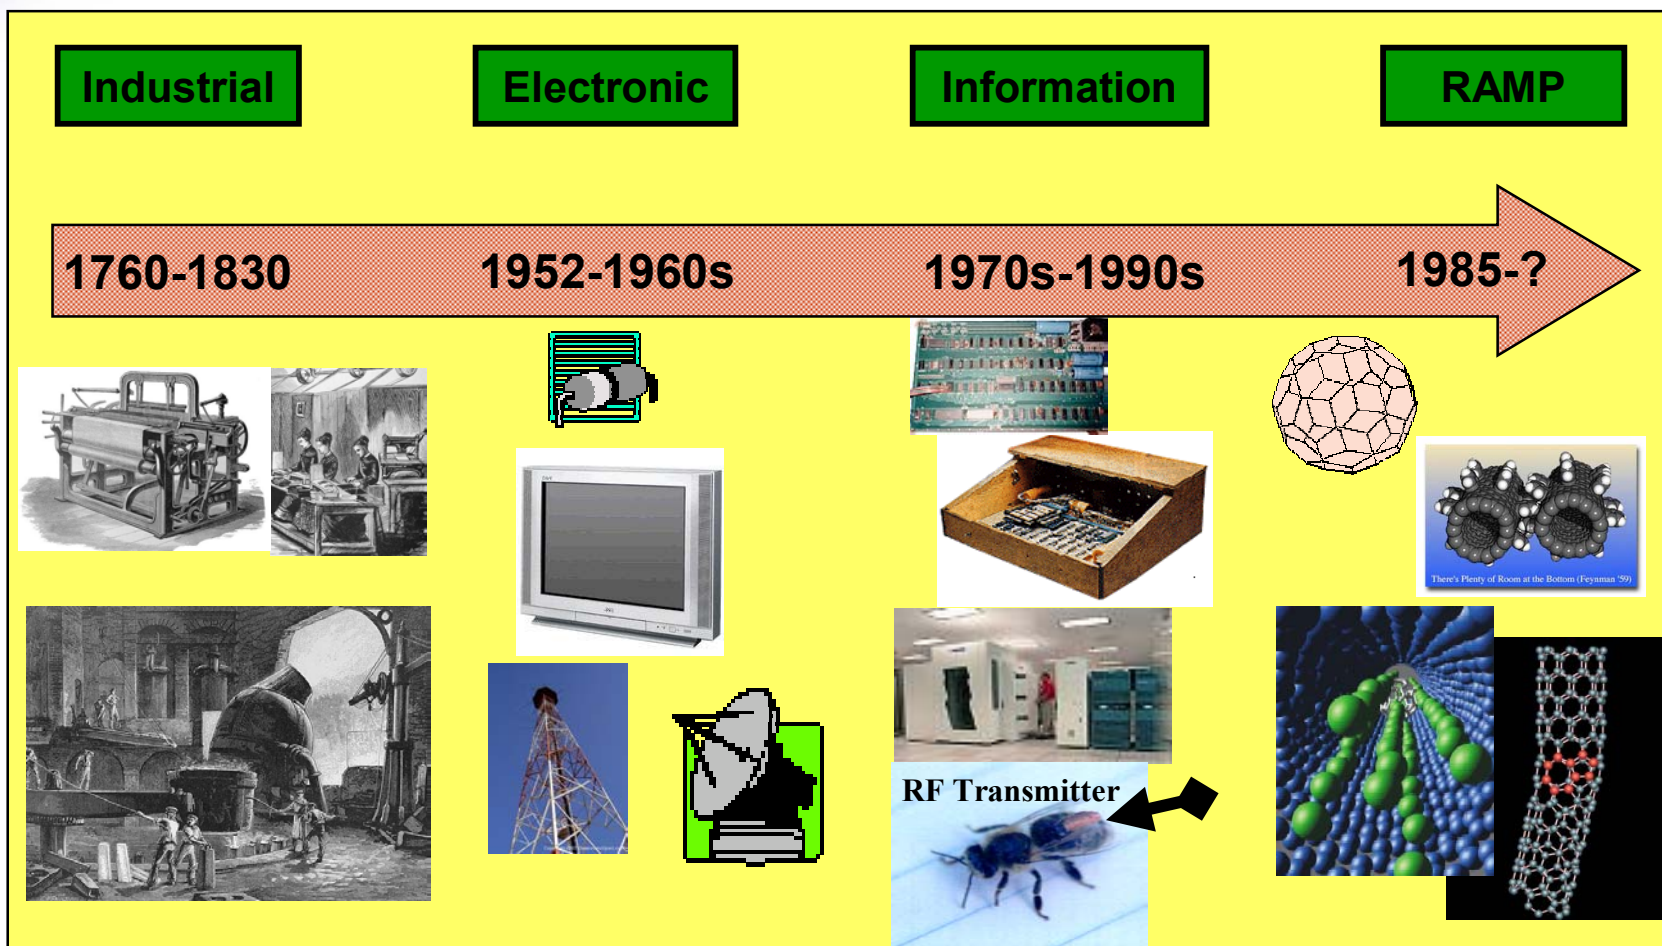 Industrial
Electronic
Information
RAMP
1760-1830
1952-1960s
1970s-1990s
1985-?
There's Plenty of Room at the Bottom (Feynman '59)
RF Transmitter